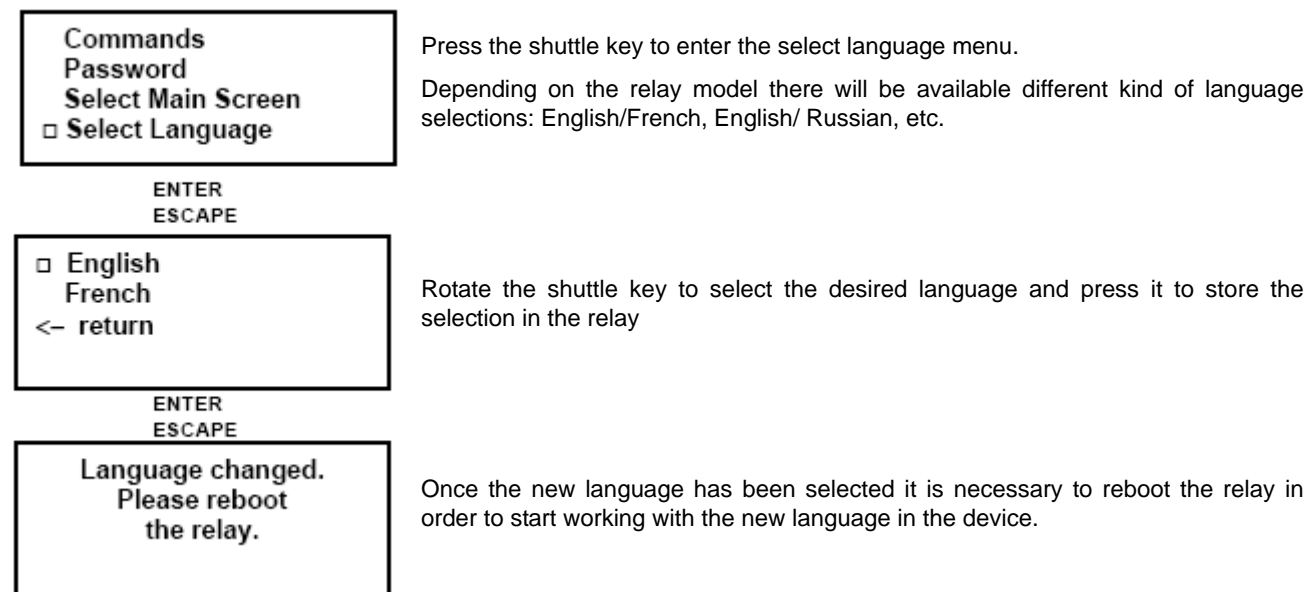 Commands
Password
Select Main Screen
□ Select Language
Press the shuttle key to enter the select language menu.
Depending on the relay model there will be available different kind of language
selections: English/French, English/ Russian, etc.
ENTER
ESCAPE
□ English
French
<– return
Rotate the shuttle key to select the desired language and press it to store the
selection in the relay
ENTER
ESCAPE
Language changed.
Please reboot
the relay.
Once the new language has been selected it is necessary to reboot the relay in
order to start working with the new language in the device.